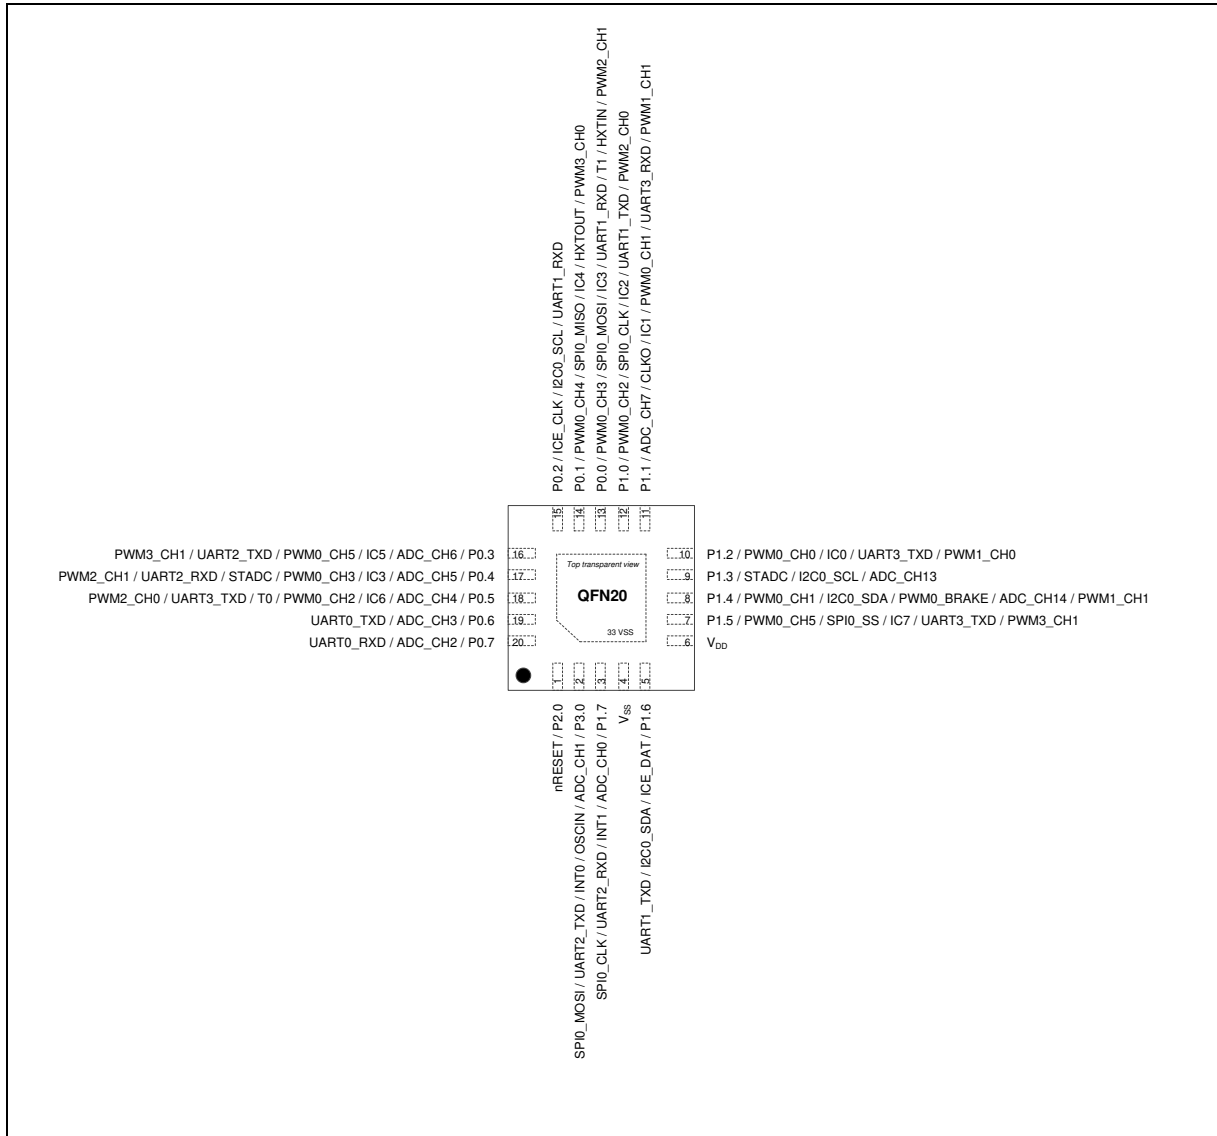 P0.2 / ICE_CLK / I2C0_SCL / UART1_RXD
P0.1 / PWM0_CH4 / SPI0_MISO / IC4 / HXTOUT / PWM3_CH0
P0.0 / PWM0_CH3 / SPI0_MOSI / IC3 / UART1_RXD / T1 / HXTIN / PWM2_CH1
P1.0 / PWM0_CH2 / SPI0_CLK / IC2 / UART1_TXD / PWM2_CH0
P1.1 / ADC_CH7 / CLKO / IC1 / PWM0_CH1 / UART3_RXD / PWM1_CH1
15 14 13 12 11
PWM3_CH1 / UART2_TXD / PWM0_CH5 / IC5 / ADC_CH6 / P0.3 16
PWM2_CH1 / UART2_RXD / STADC / PWM0_CH3 / IC3 / ADC_CH5 / P0.4 17
PWM2_CH0 / UART3_TXD / T0 / PWM0_CH2 / IC6 / ADC_CH4 / P0.5 18
UART0_TXD / ADC_CH3 / P0.6 19
UART0_RXD / ADC_CH2 / P0.7 20
Top transparent view
QFN20
33 VSS
10 P1.2 / PWM0_CH0 / IC0 / UART3_TXD / PWM1_CH0
9 P1.3 / STADC / I2C0_SCL / ADC_CH13
8 P1.4 / PWM0_CH1 / I2C0_SDA / PWM0_BRAKE / ADC_CH14 / PWM1_CH1
7 P1.5 / PWM0_CH5 / SPI0_SS / IC7 / UART3_TXD / PWM3_CH1
6 VDD
1 2 3 4 5
nRESET / P2.0
SPI0_MOSI / UART2_TXD / INT0 / OSCIN / ADC_CH1 / P3.0
SPI0_CLK / UART2_RXD / INT1 / ADC_CH0 / P1.7
VSS
UART1_TXD / I2C0_SDA / ICE_DAT / P1.6